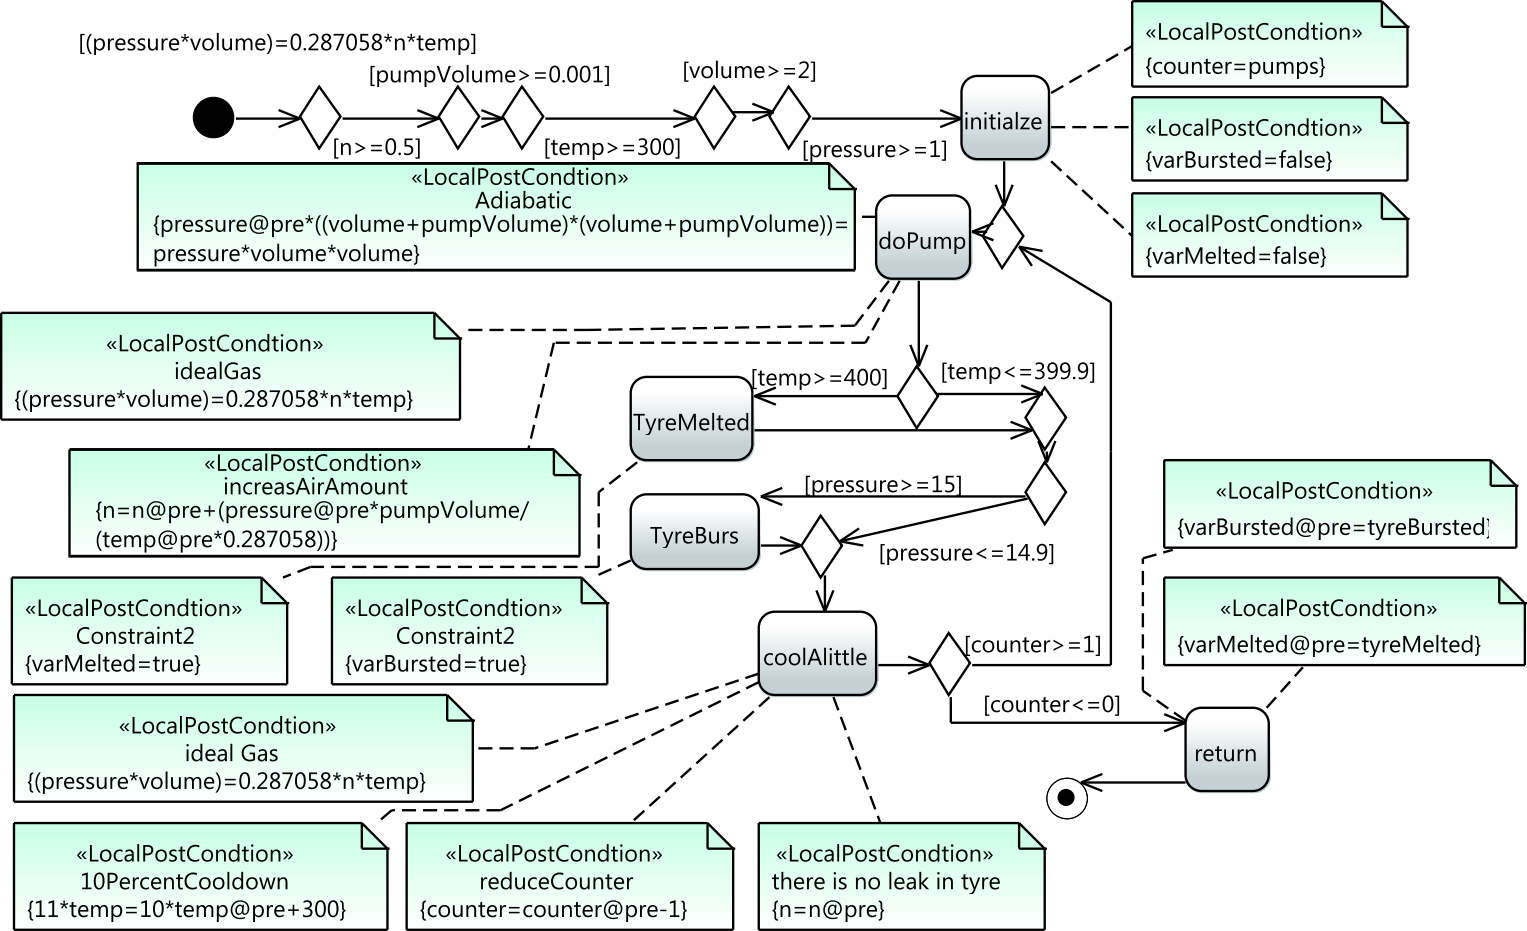 [(pressure*volume)=0.287058*n*temp]
[pumpVolume>=0.001]
[volume>=2]
[n>=0.5]
[temp>=300]
[pressure>=1]
initialze
«LocalPostCondtion»
{counter=pumps}
«LocalPostCondtion»
{varBursted=false}
«LocalPostCondtion»
{varMelted=false}
«LocalPostCondtion»
Adiabatic
{pressure@pre*((volume+pumpVolume)*(volume+pumpVolume))=
pressure*volume*volume}
doPump
«LocalPostCondtion»
idealGas
{(pressure*volume)=0.287058*n*temp}
[temp>=400]
[temp<=399.9]
TyreMelted
«LocalPostCondtion»
increasAirAmount
{n=n@pre+(pressure@pre*pumpVolume/
(temp@pre*0.287058))}
[pressure>=15]
TyreBurs
[pressure<=14.9]
«LocalPostCondtion»
{varBursted@pre=tyreBursted}
«LocalPostCondtion»
{varMelted@pre=tyreMelted}
«LocalPostCondtion»
Constraint2
{varMelted=true}
«LocalPostCondtion»
Constraint2
{varBursted=true}
coolAlittle
[counter>=1]
[counter<=0]
return
«LocalPostCondtion»
ideal Gas
{(pressure*volume)=0.287058*n*temp}
«LocalPostCondtion»
10PercentCooldown
{11*temp=10*temp@pre+300}
«LocalPostCondtion»
reduceCounter
{counter=counter@pre-1}
«LocalPostCondtion»
there is no leak in tyre
{n=n@pre}